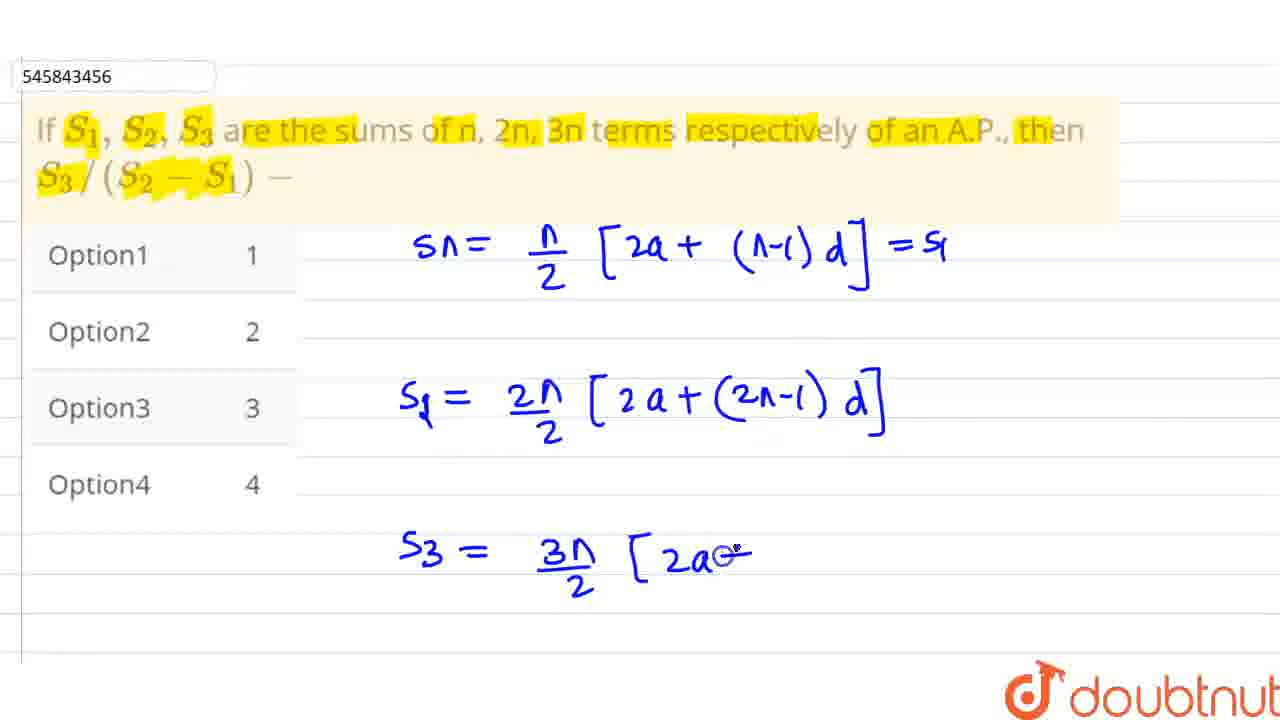 545843456
If S₁, S₂, S₃ are the sums of n, 2n, 3n terms respectively of an A.P., then
S₃/(S₂ − S₁) −
Option1 1
Sn = n/2 [2a + (n-1) d] = S₁
Option2 2
Option3 3
S₂ = 2n/2 [2a + (2n-1) d]
Option4 4
S3 = 3n/2 [2a +
doubtnut